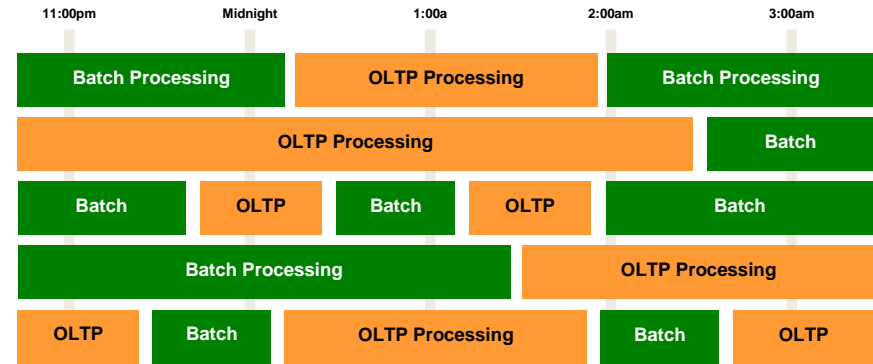 11:00pm Midnight 1:00a 2:00am 3:00am
Batch Processing OLTP Processing Batch Processing
OLTP Processing Batch
Batch OLTP Batch OLTP Batch
Batch Processing OLTP Processing
OLTP Batch OLTP Processing Batch OLTP